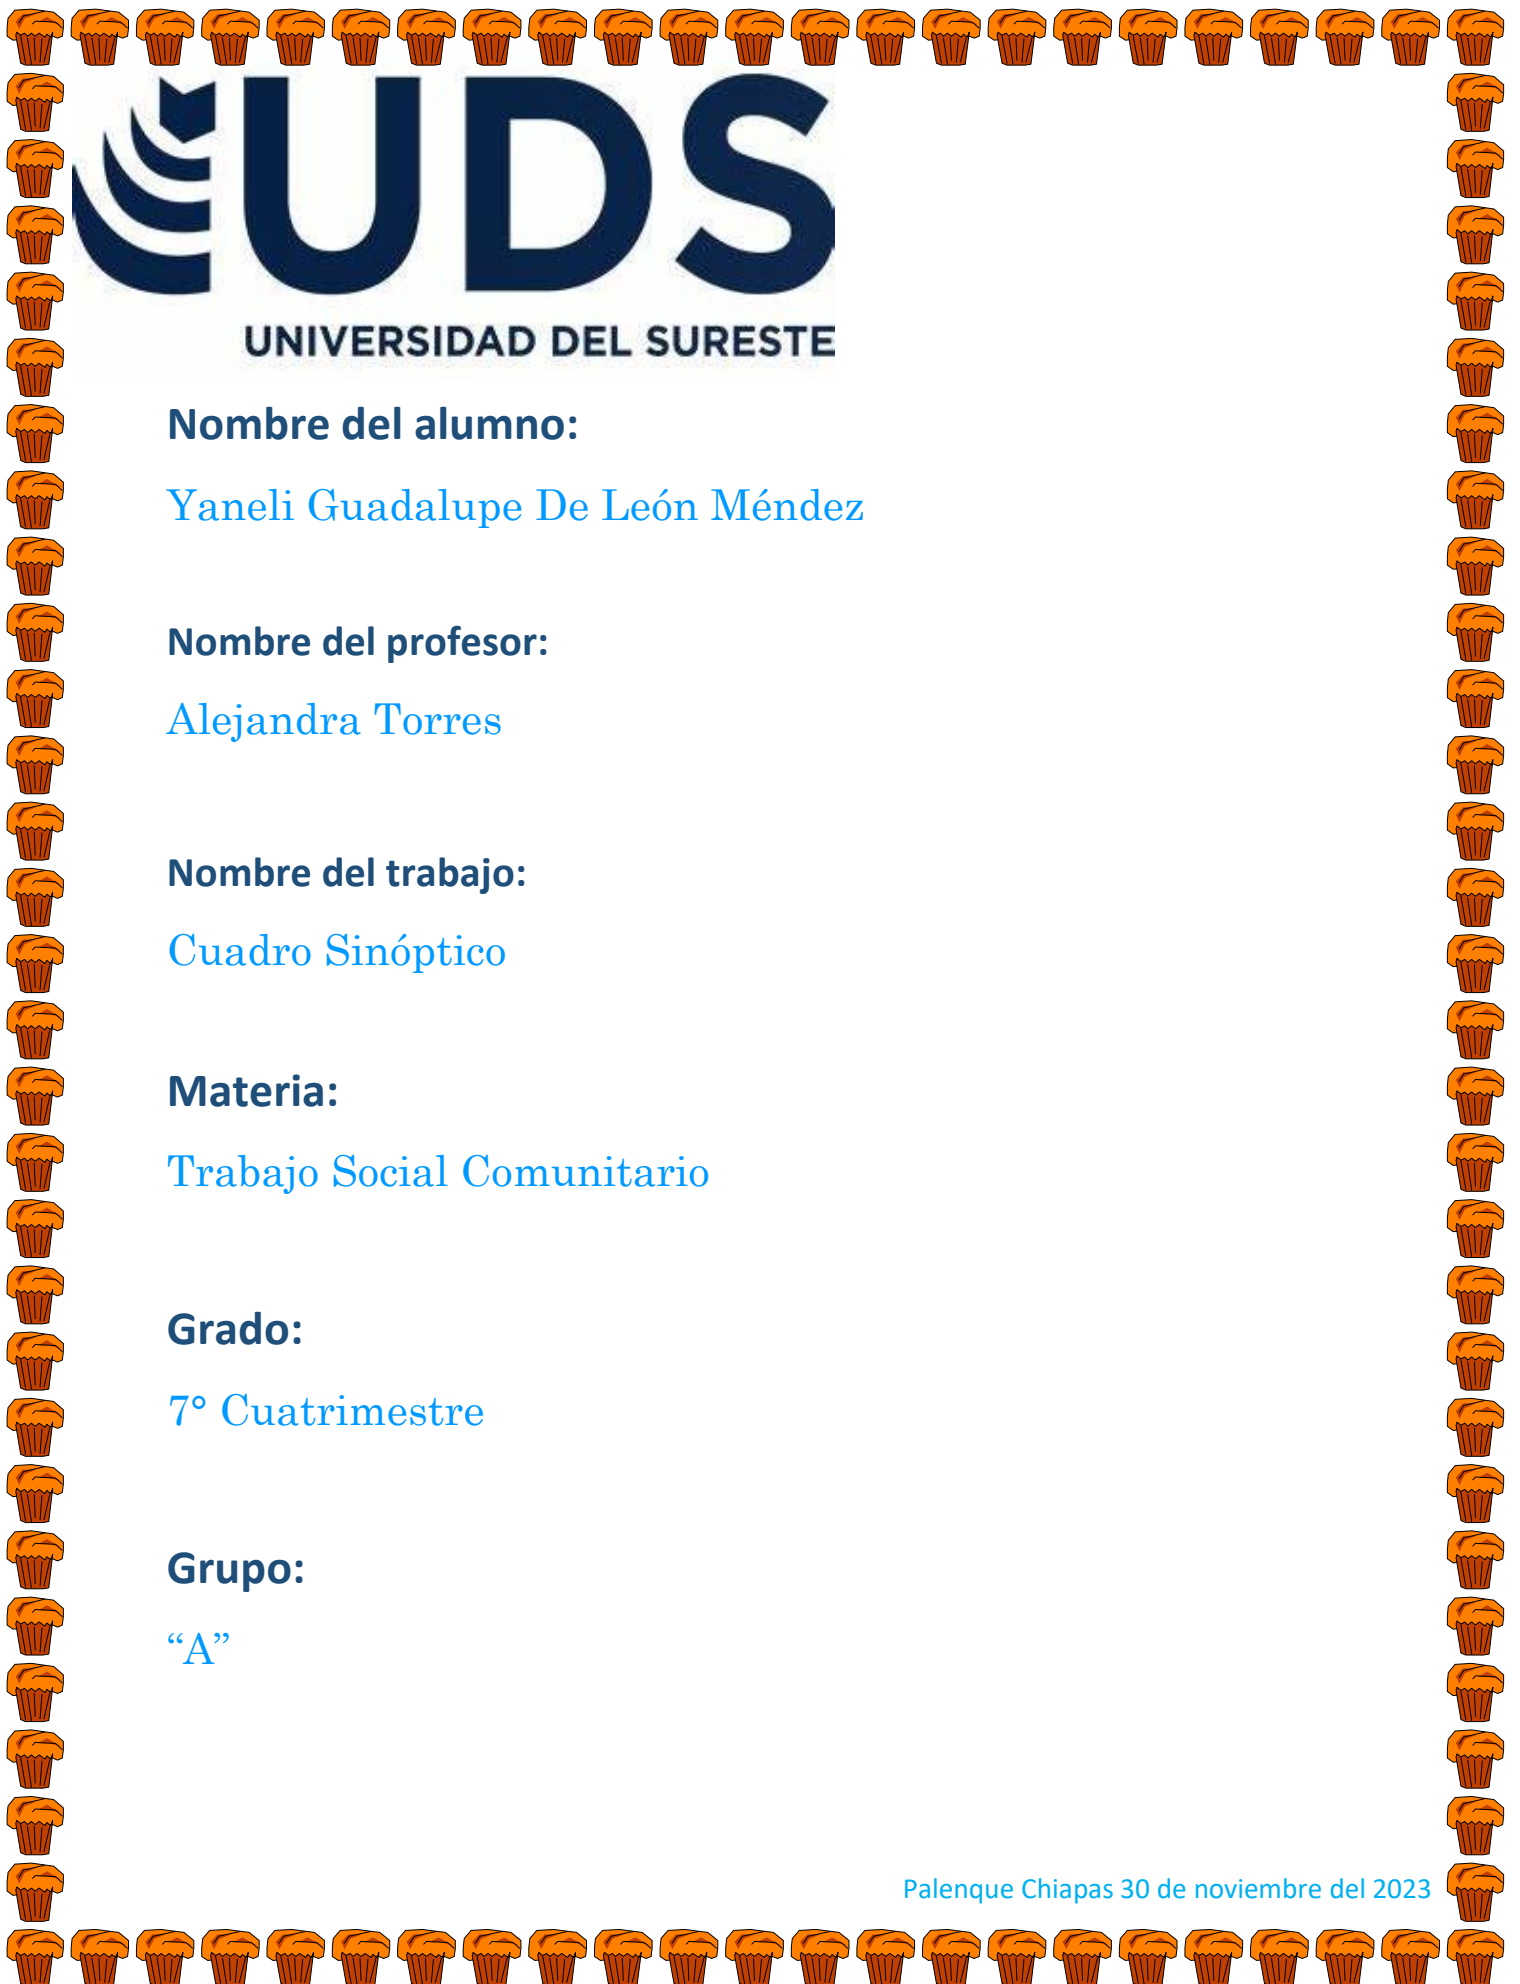 UDS
UNIVERSIDAD DEL SURESTE
Nombre del alumno:
Yaneli Guadalupe De León Méndez
Nombre del profesor:
Alejandra Torres
Nombre del trabajo:
Cuadro Sinóptico
Materia:
Trabajo Social Comunitario
Grado:
7° Cuatrimestre
Grupo:
“A”
Palenque Chiapas 30 de noviembre del 2023